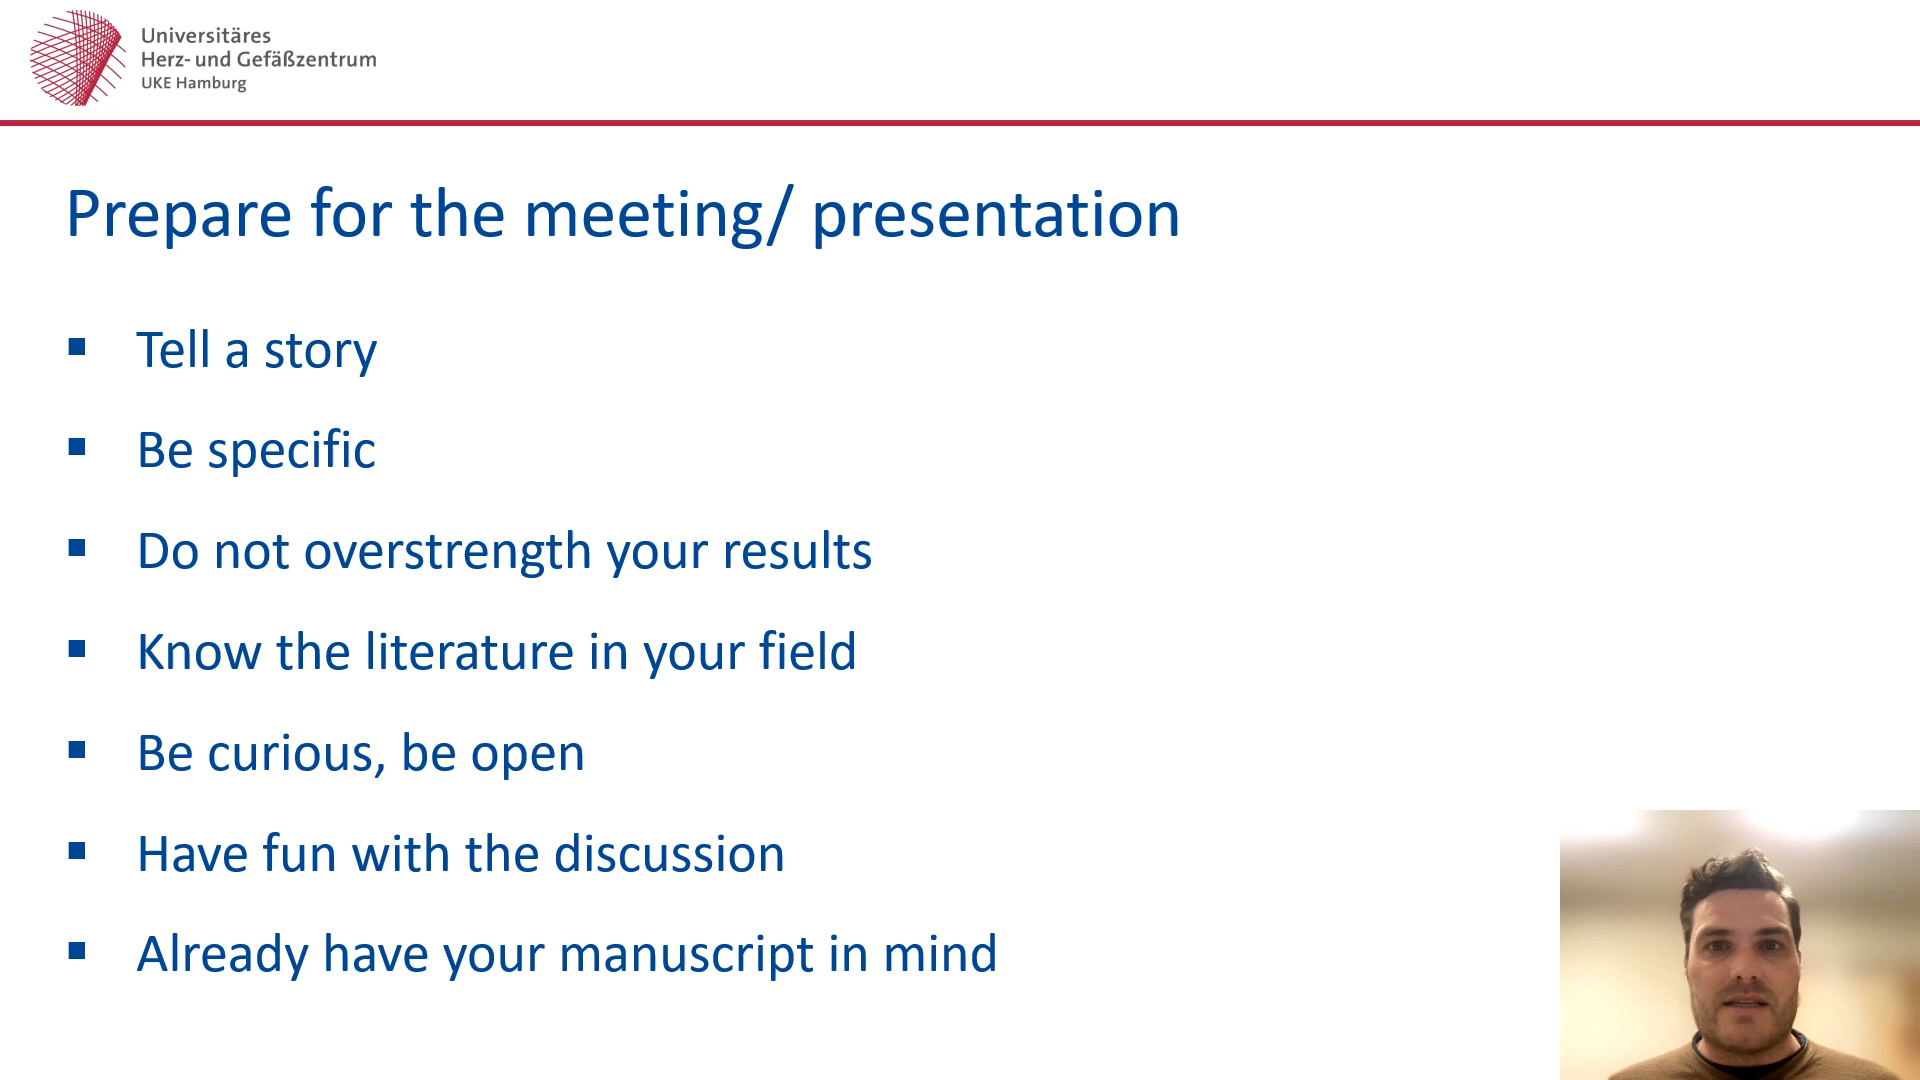 Universitäres
Herz- und Gefäßzentrum
UKE Hamburg
Prepare for the meeting/ presentation
▪ Tell a story
▪ Be specific
▪ Do not overstrength your results
▪ Know the literature in your field
▪ Be curious, be open
▪ Have fun with the discussion
▪ Already have your manuscript in mind